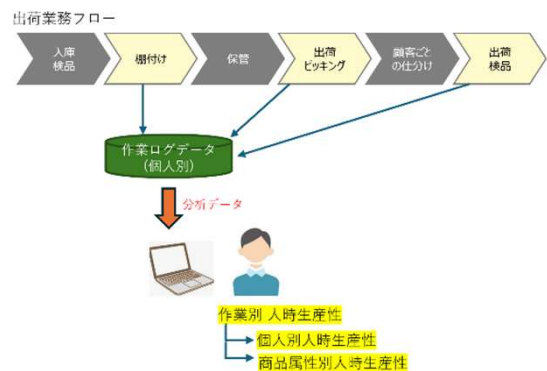 出荷業務フロー
入庫
検品
棚付け
保管
出荷
ピッキング
顧客ごと
の仕分け
出荷
検品
作業ログデータ
(個人別)
分析データ
作業別 人時生産性
個人別人時生産性
商品属性別人時生産性